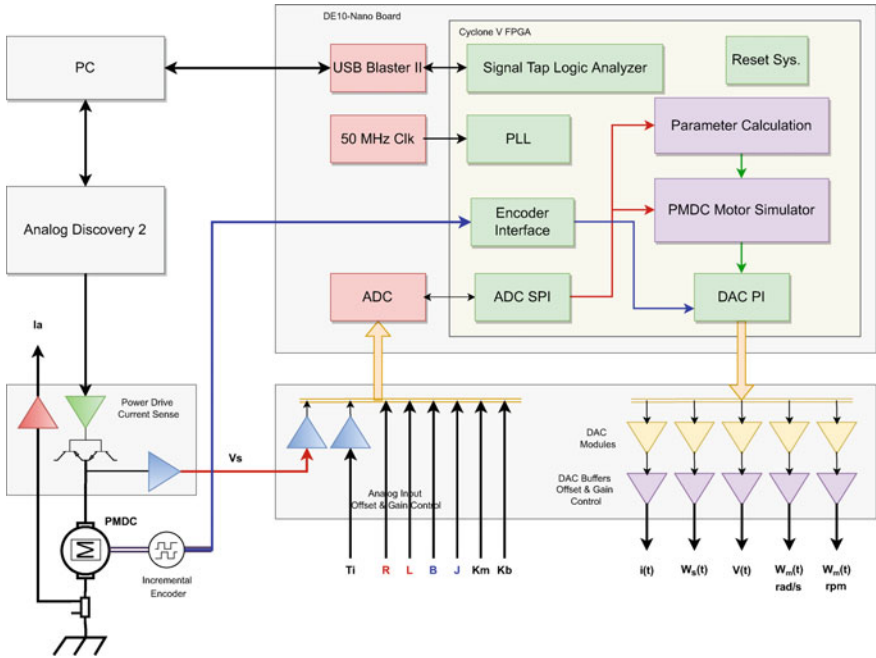 DE10-Nano Board
Cyclone V FPGA
PC
USB Blaster II
Signal Tap Logic Analyzer
Reset Sys.
50 MHz Clk
PLL
Parameter Calculation
Analog Discovery 2
Encoder
Interface
PMDC Motor Simulator
ADC
ADC SPI
DAC PI
Ia
Power Drive
Current Sense
Vs
Analog Input
Offset & Gain Control
DAC
Modules
DAC Buffers
Offset & Gain
Control
PMDC
M
Incremental
Encoder
Ti R L B J Km Kb
i(t) Ws(t) V(t) Wm(t) Wm(t)
rad/s rpm